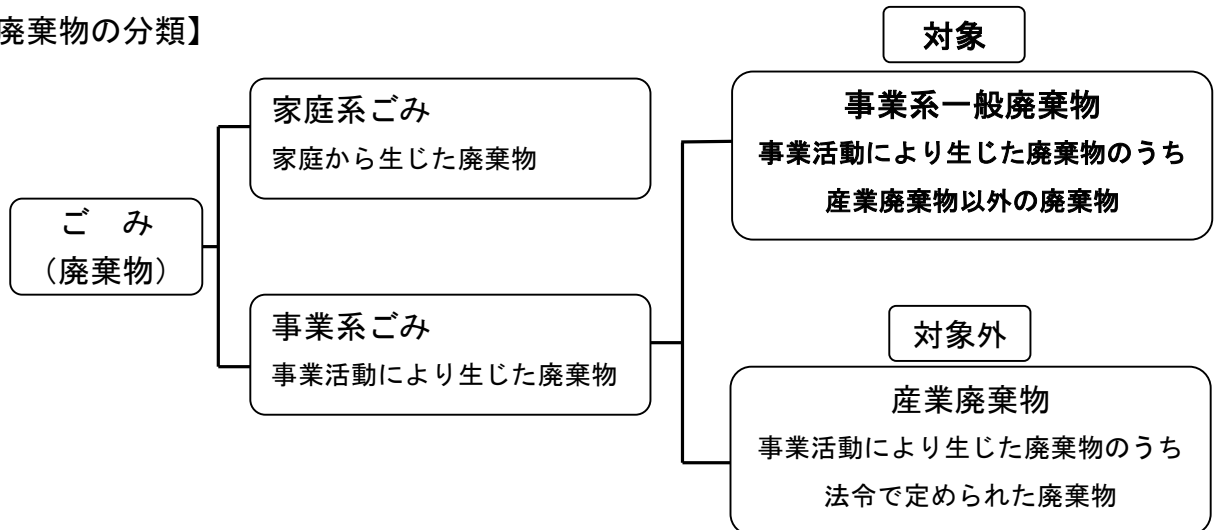 廃棄物の分類】
ご み
（廃棄物）
家庭系ごみ
家庭から生じた廃棄物
事業系ごみ
事業活動により生じた廃棄物
対象
事業系一般廃棄物
事業活動により生じた廃棄物のうち
産業廃棄物以外の廃棄物
対象外
産業廃棄物
事業活動により生じた廃棄物のうち
法令で定められた廃棄物